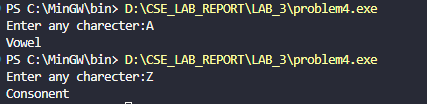 PS C:\MinGW\bin> D:\CSE_LAB_REPORT\LAB_3\problem4.exe
Enter any charecter:A
Vowel
PS C:\MinGW\bin> D:\CSE_LAB_REPORT\LAB_3\problem4.exe
Enter any charecter:Z
Consonent